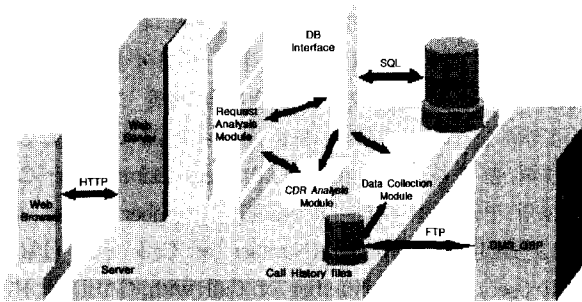 DB
Interface
SQL
Request
Analysis
Module
Web
Server
HTTP
Web
Browser
CDR Analysis
Module
Data Collection
Module
FTP
Server
Call History files